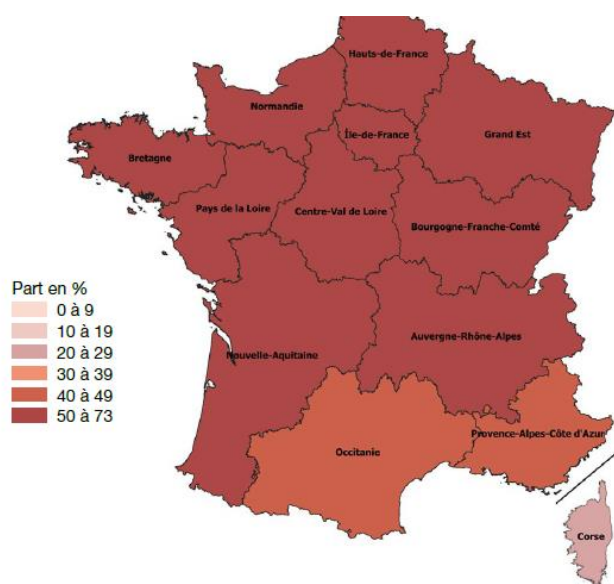 Hauts-de-France
Normandie
Île-de-France
Grand Est
Bretagne
Pays de la Loire
Centre-Val de Loire
Bourgogne-Franche-Comté
Part en %
0 à 9
10 à 19
20 à 29
30 à 39
40 à 49
50 à 73
Auvergne-Rhône-Alpes
Nouvelle-Aquitaine
Provence-Alpes-Côte d'Azur
Occitanie
Corse